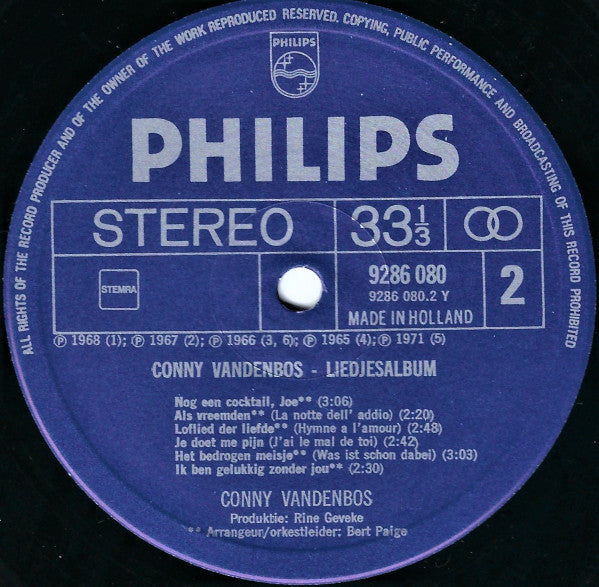 ALL RIGHTS OF THE RECORD PRODUCER AND OF THE OWNER OF THE WORK REPRODUCED RESERVED. COPYING, PUBLIC PERFORMANCE AND BROADCASTING OF THIS RECORD PROHIBITED
PHILIPS
PHILIPS
STEREO 33 1/3
STEMRA
9286 080
9286 080.2 Y
2
MADE IN HOLLAND
Ⓟ 1968 (1); Ⓟ 1967 (2); Ⓟ 1966 (3, 6); Ⓟ 1965 (4); Ⓟ 1971 (5)
CONNY VANDENBOS - LIEDJESALBUM
Nog een cocktail, Joe** (3:06)
Als vreemden** (La notte dell' addio) (2:20)
Loflied der liefde** (Hymne a l'amour) (2:48)
Je doet me pijn (J'ai le mal de toi) (2:42)
Het bedrogen meisje** (Was ist schon dabei) (3:03)
Ik ben gelukkig zonder jou** (2:30)
CONNY VANDENBOS
Produktie: Rine Geveke
** Arrangeur/orkestleider: Bert Paige